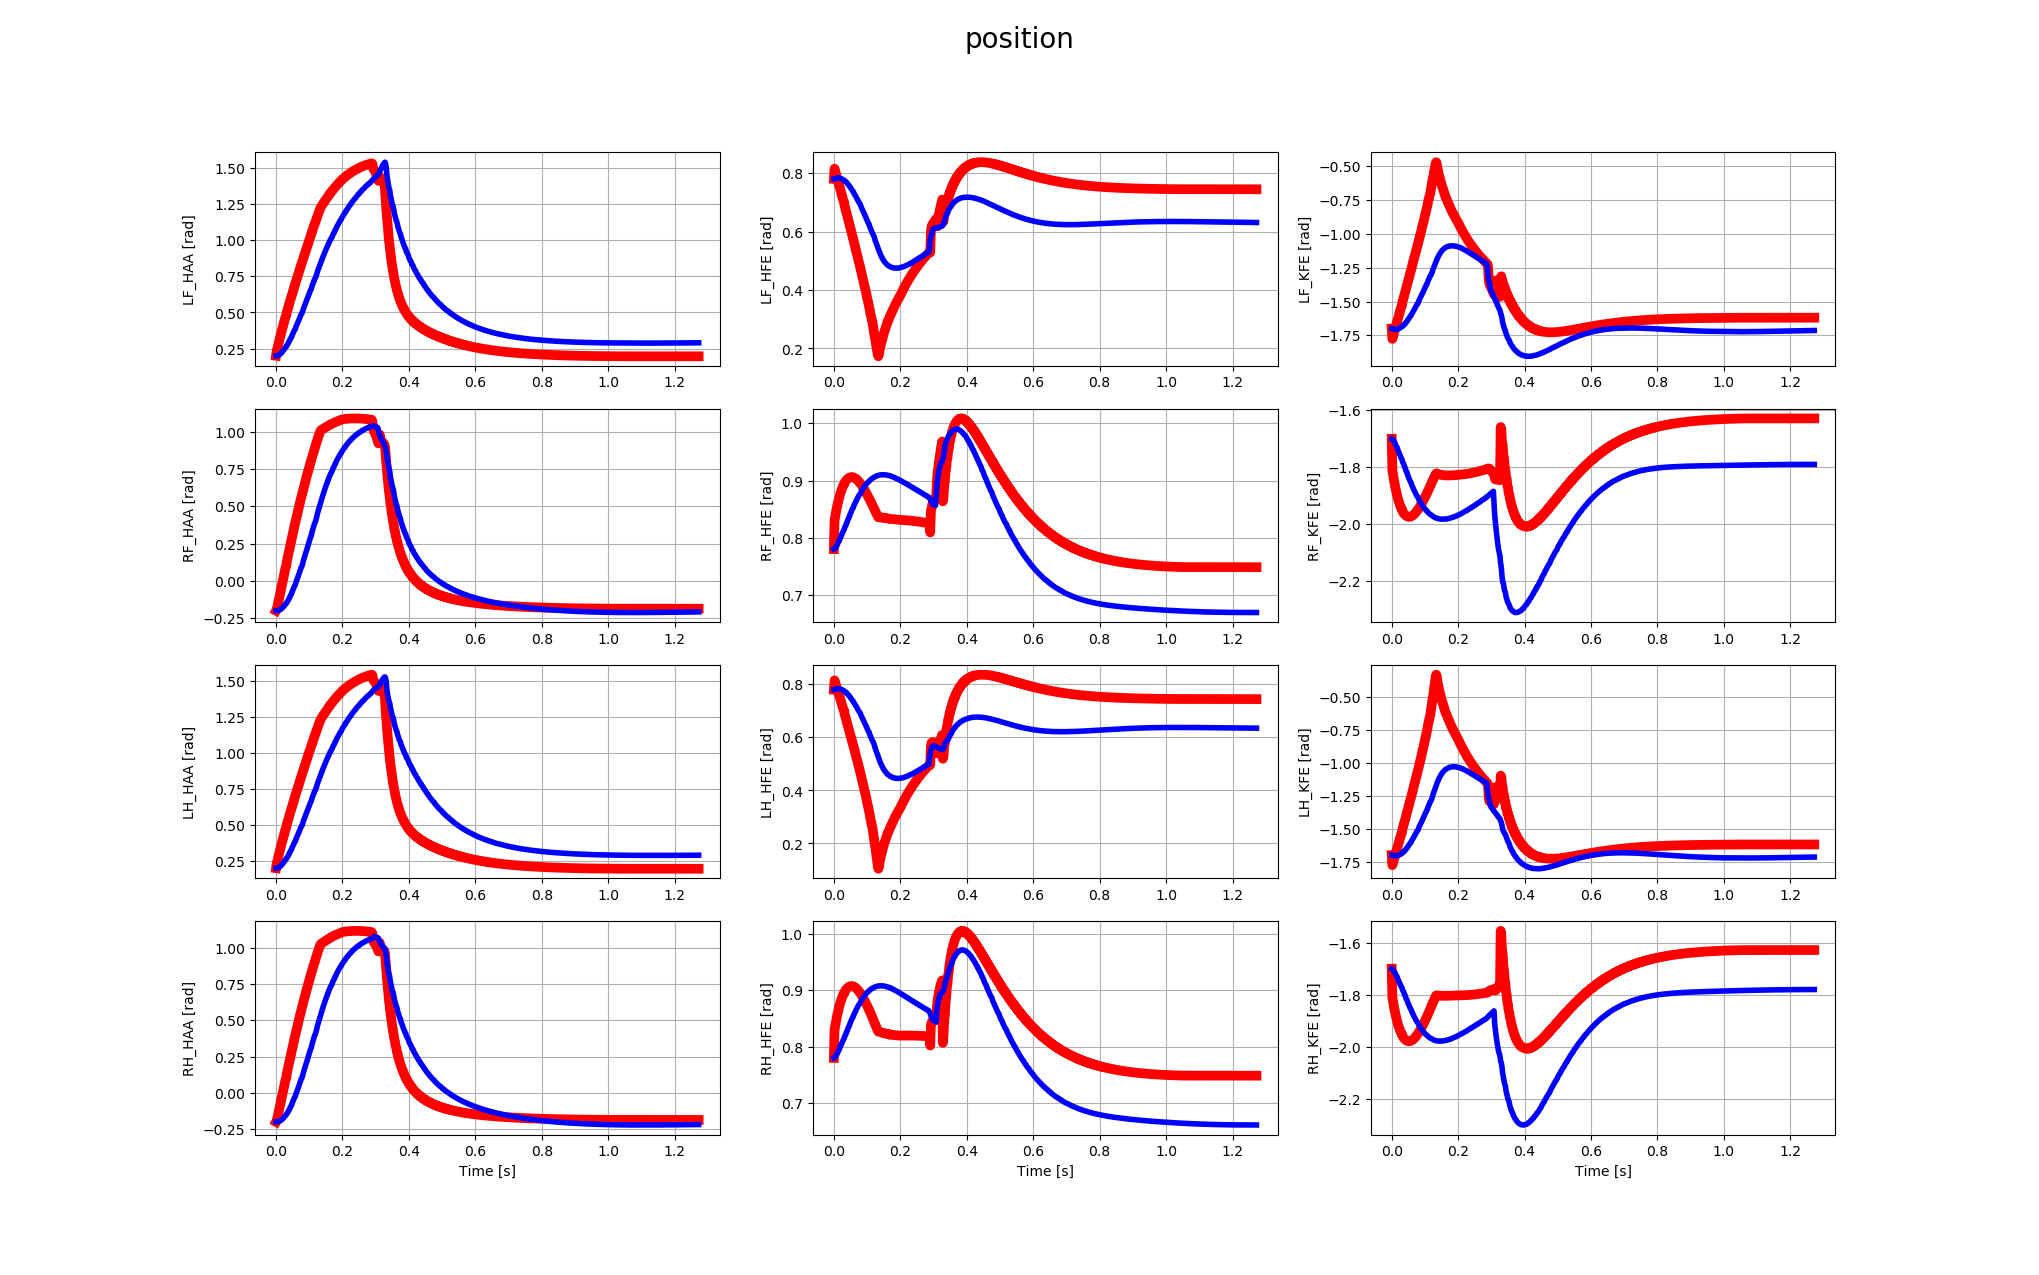 position
LF_HAA [rad]
1.50
1.25
1.00
0.75
0.50
0.25
0.0 0.2 0.4 0.6 0.8 1.0 1.2
LF_HFE [rad]
0.8
0.6
0.4
0.2
0.0 0.2 0.4 0.6 0.8 1.0 1.2
LF_KFE [rad]
−0.50
−0.75
−1.00
−1.25
−1.50
−1.75
0.0 0.2 0.4 0.6 0.8 1.0 1.2
RF_HAA [rad]
1.00
0.75
0.50
0.25
0.00
−0.25
0.0 0.2 0.4 0.6 0.8 1.0 1.2
RF_HFE [rad]
1.0
0.9
0.8
0.7
0.0 0.2 0.4 0.6 0.8 1.0 1.2
RF_KFE [rad]
−1.6
−1.8
−2.0
−2.2
0.0 0.2 0.4 0.6 0.8 1.0 1.2
LH_HAA [rad]
1.50
1.25
1.00
0.75
0.50
0.25
0.0 0.2 0.4 0.6 0.8 1.0 1.2
LH_HFE [rad]
0.8
0.6
0.4
0.2
0.0 0.2 0.4 0.6 0.8 1.0 1.2
LH_KFE [rad]
−0.50
−0.75
−1.00
−1.25
−1.50
−1.75
0.0 0.2 0.4 0.6 0.8 1.0 1.2
RH_HAA [rad]
1.00
0.75
0.50
0.25
0.00
−0.25
0.0 0.2 0.4 0.6 0.8 1.0 1.2
Time [s]
RH_HFE [rad]
1.0
0.9
0.8
0.7
0.0 0.2 0.4 0.6 0.8 1.0 1.2
Time [s]
RH_KFE [rad]
−1.6
−1.8
−2.0
−2.2
0.0 0.2 0.4 0.6 0.8 1.0 1.2
Time [s]